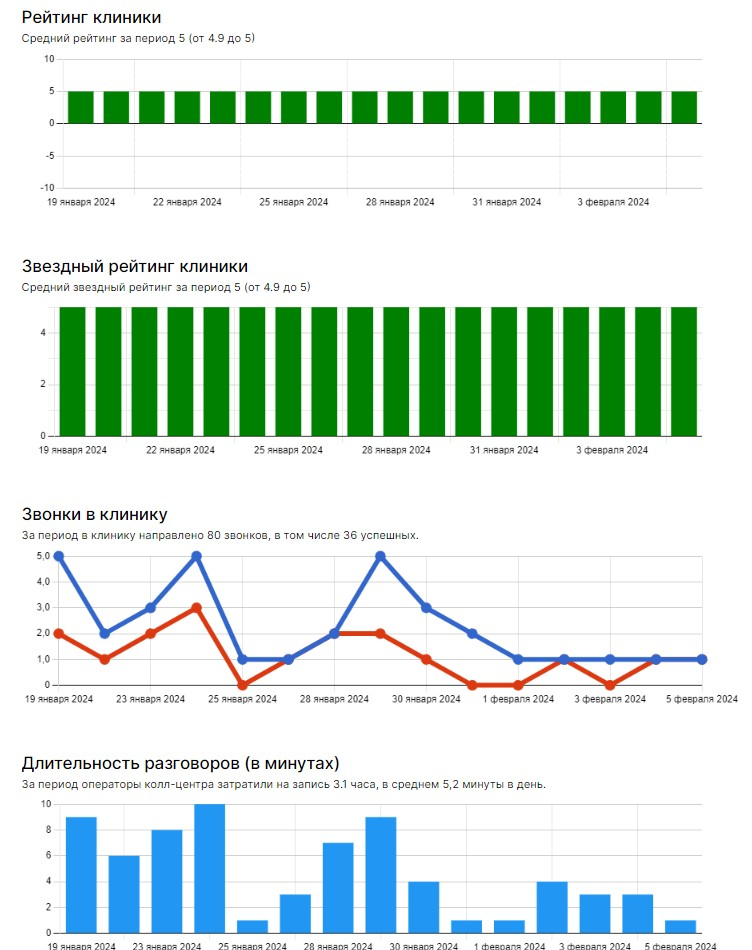 Рейтинг клиники
Средний рейтинг за период 5 (от 4.9 до 5)
10
5
0
-5
-10
19 января 2024 22 января 2024 25 января 2024 28 января 2024 31 января 2024 3 февраля 2024
Звездный рейтинг клиники
Средний звездный рейтинг за период 5 (от 4.9 до 5)
4
2
0
19 января 2024 22 января 2024 25 января 2024 28 января 2024 31 января 2024 3 февраля 2024
Звонки в клинику
За период в клинику направлено 80 звонков, в том числе 36 успешных.
5,0
4,0
3,0
2,0
1,0
0
19 января 2024 23 января 2024 25 января 2024 28 января 2024 30 января 2024 1 февраля 2024 3 февраля 2024 5 февраля 2024
Длительность разговоров (в минутах)
За период операторы колл-центра затратили на запись 3.1 часа, в среднем 5,2 минуты в день.
10
8
6
4
2
0
19 января 2024 23 января 2024 25 января 2024 28 января 2024 30 января 2024 1 февраля 2024 3 февраля 2024 5 февраля 2024